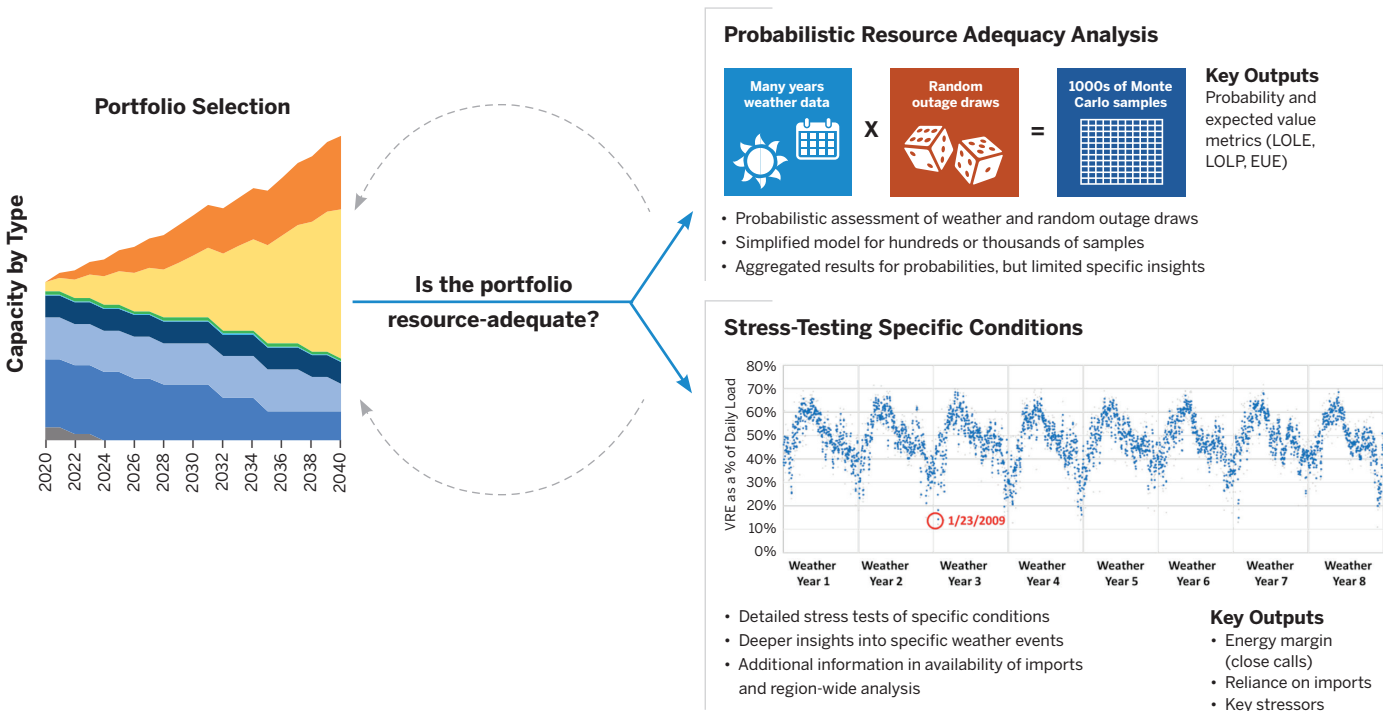 Portfolio Selection
Capacity by Type
2020
2022
2024
2026
2028
2030
2032
2034
2036
2038
2040
Is the portfolio
resource-adequate?
Probabilistic Resource Adequacy Analysis
Many years
weather data
X
Random
outage draws
=
1000s of Monte
Carlo samples
Key Outputs
Probability and
expected value
metrics (LOLE,
LOLP, EUE)
• Probabilistic assessment of weather and random outage draws
• Simplified model for hundreds or thousands of samples
• Aggregated results for probabilities, but limited specific insights
Stress-Testing Specific Conditions
VRE as a % of Daily Load
80%
70%
60%
50%
40%
30%
20%
10%
0%
1/23/2009
Weather
Year 1
Weather
Year 2
Weather
Year 3
Weather
Year 4
Weather
Year 5
Weather
Year 6
Weather
Year 7
Weather
Year 8
• Detailed stress tests of specific conditions
• Deeper insights into specific weather events
• Additional information in availability of imports
and region-wide analysis
Key Outputs
• Energy margin
(close calls)
• Reliance on imports
• Key stressors